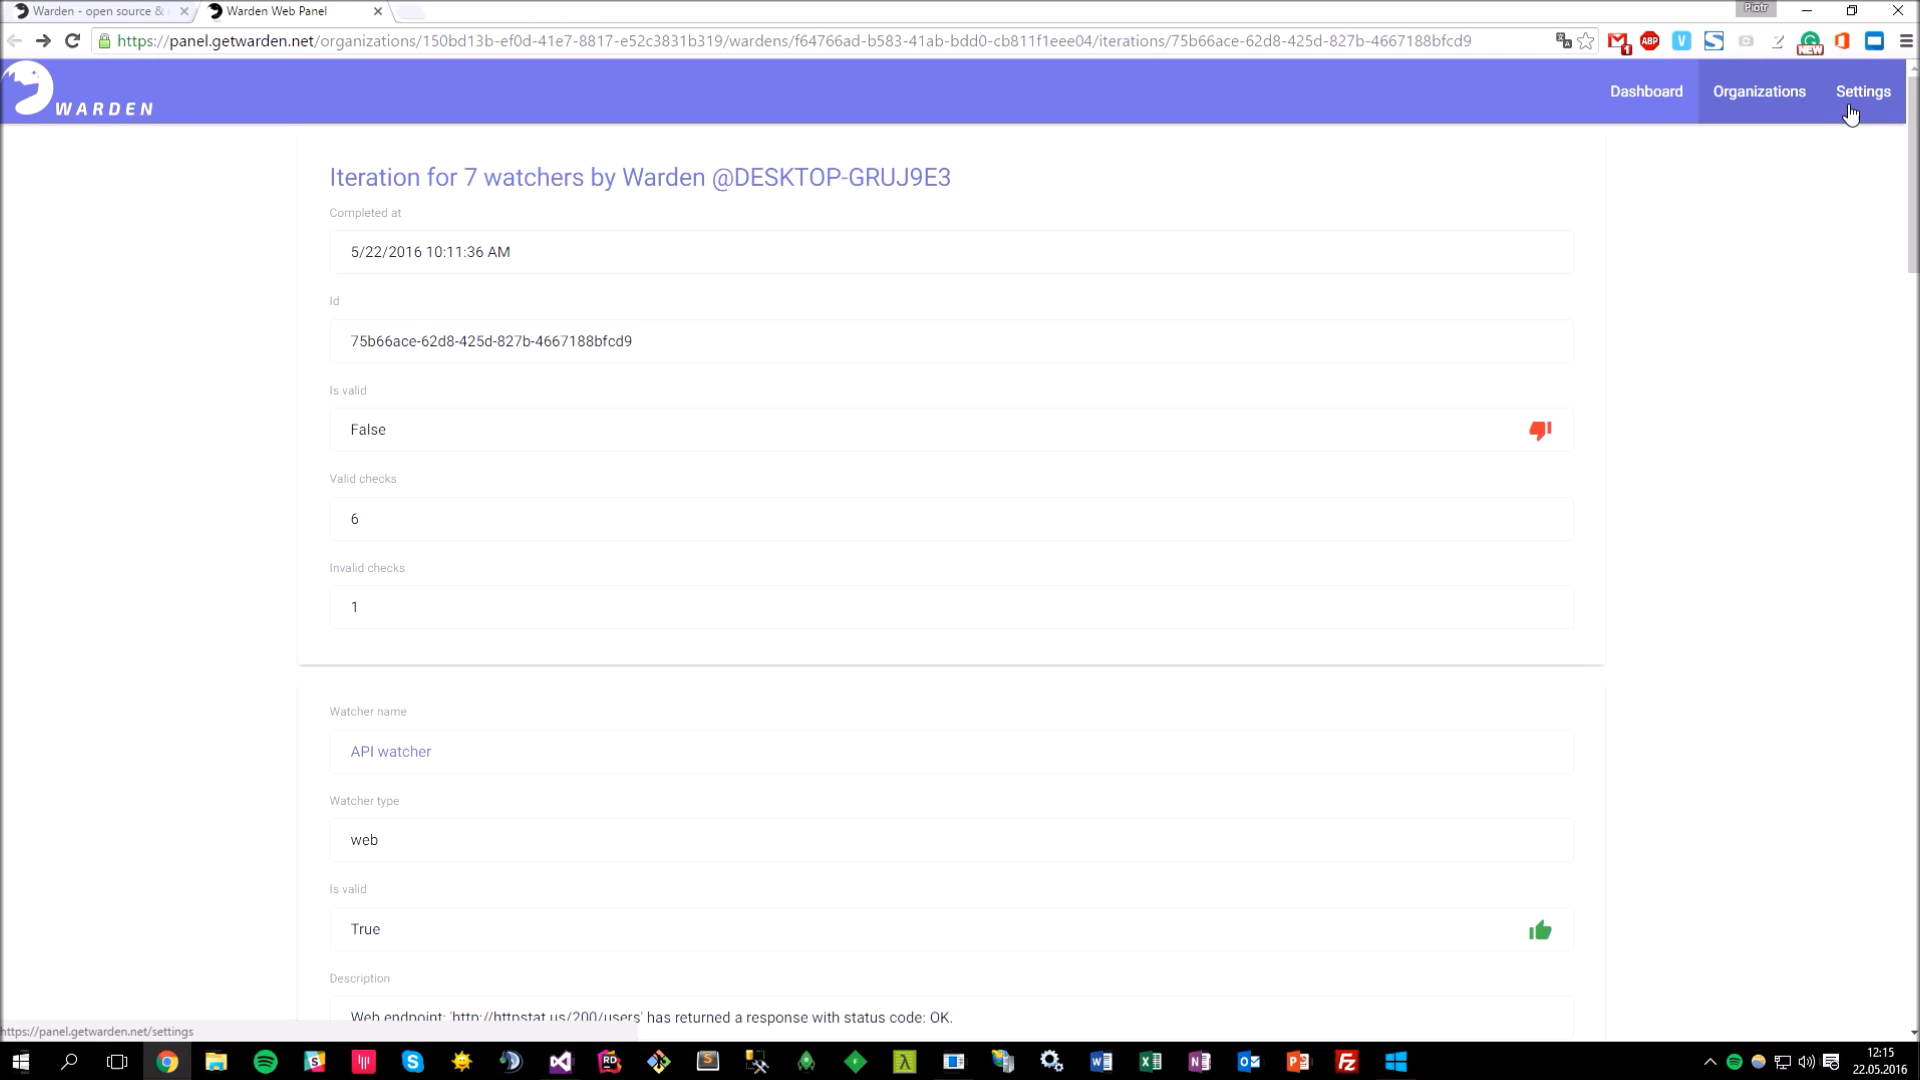 Warden - open source &
Warden Web Panel
Piotr
https://panel.getwarden.net/organizations/150bd13b-ef0d-41e7-8817-e52c3831b319/wardens/f64766ad-b583-41ab-bdd0-cb811f1eee04/iterations/75b66ace-62d8-425d-827b-4667188bfcd9
1
ABP
NEW
WARDEN
Dashboard
Organizations
Settings
Iteration for 7 watchers by Warden @DESKTOP-GRUJ9E3
Completed at
5/22/2016 10:11:36 AM
Id
75b66ace-62d8-425d-827b-4667188bfcd9
Is valid
False
Valid checks
6
Invalid checks
1
Watcher name
API watcher
Watcher type
web
Is valid
True
Description
Web endpoint: 'http://httpstat.us/200/users' has returned a response with status code: OK.
https://panel.getwarden.net/settings
12:15
22.05.2016